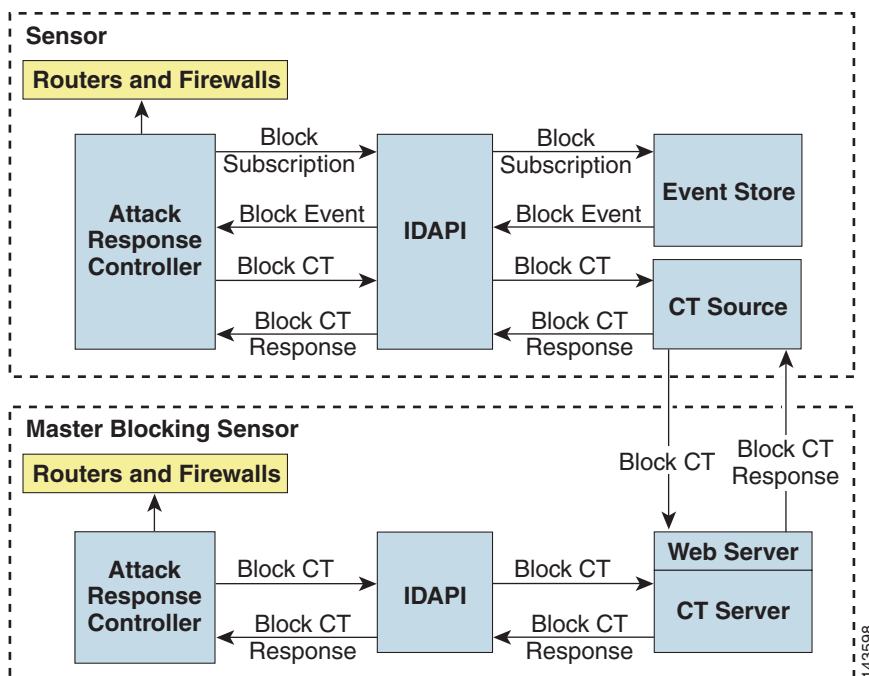 Sensor
Routers and Firewalls
Attack
Response
Controller
Block
Subscription
Block Event
Block CT
Block CT
Response
IDAPI
Block
Subscription
Block Event
Block CT
Block CT
Response
Event Store
CT Source
Block CT
Block CT
Response
Master Blocking Sensor
Routers and Firewalls
Attack
Response
Controller
Block CT
Block CT
Response
IDAPI
Block CT
Block CT
Response
Web Server
CT Server
143598